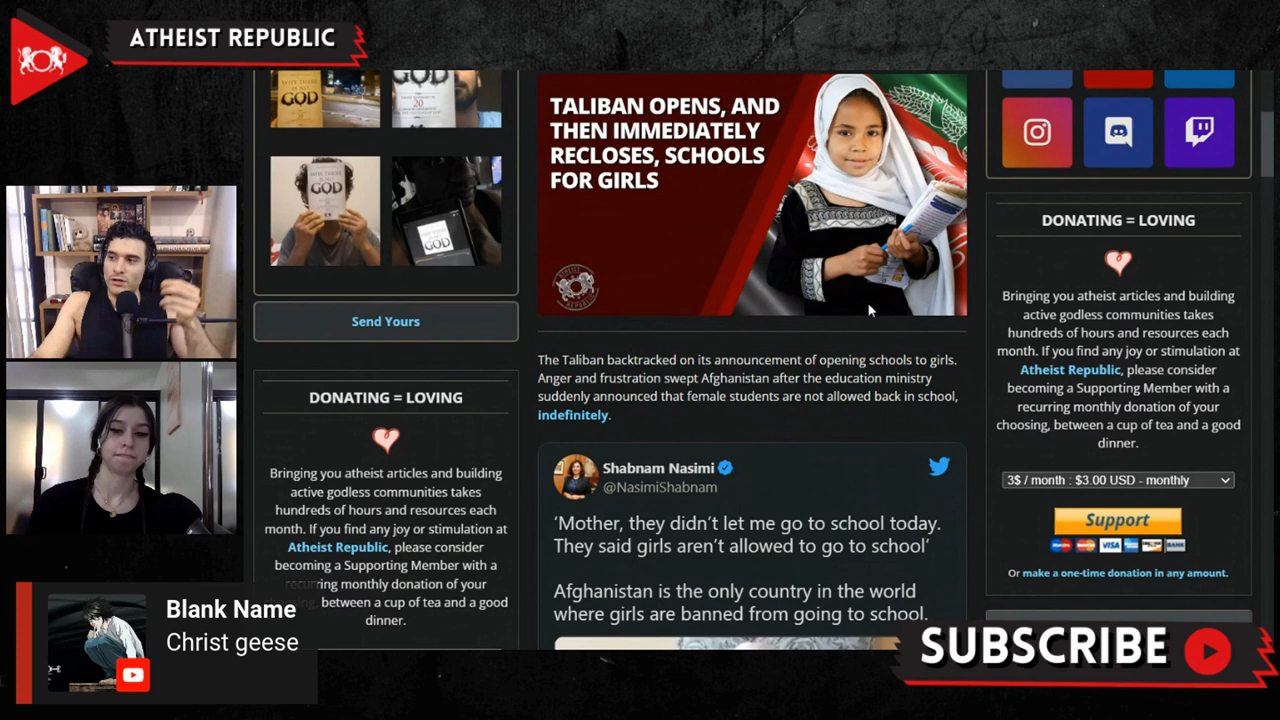 ATHEIST REPUBLIC
GOD
GOD
20
GOD
GOD
Send Yours
DONATING = LOVING
Bringing you atheist articles and building
active godless communities takes
hundreds of hours and resources each
month. If you find any joy or stimulation at
Atheist Republic, please consider
becoming a Supporting Member with a
recurring monthly donation of your
choosing, between a cup of tea and a good
dinner.
TALIBAN OPENS, AND
THEN IMMEDIATELY
RECLOSES, SCHOOLS
FOR GIRLS
The Taliban backtracked on its announcement of opening schools to girls.
Anger and frustration swept Afghanistan after the education ministry
suddenly announced that female students are not allowed back in school,
indefinitely.
Shabnam Nasimi
@NasimiShabnam
‘Mother, they didn’t let me go to school today.
They said girls aren’t allowed to go to school’
Afghanistan is the only country in the world
where girls are banned from going to school.
DONATING = LOVING
Bringing you atheist articles and building
active godless communities takes
hundreds of hours and resources each
month. If you find any joy or stimulation at
Atheist Republic, please consider
becoming a Supporting Member with a
recurring monthly donation of your
choosing, between a cup of tea and a good
dinner.
3$ / month : $3.00 USD - monthly
Support
VISA
BANK
Or make a one-time donation in any amount.
Blank Name
Christ geese
SUBSCRIBE